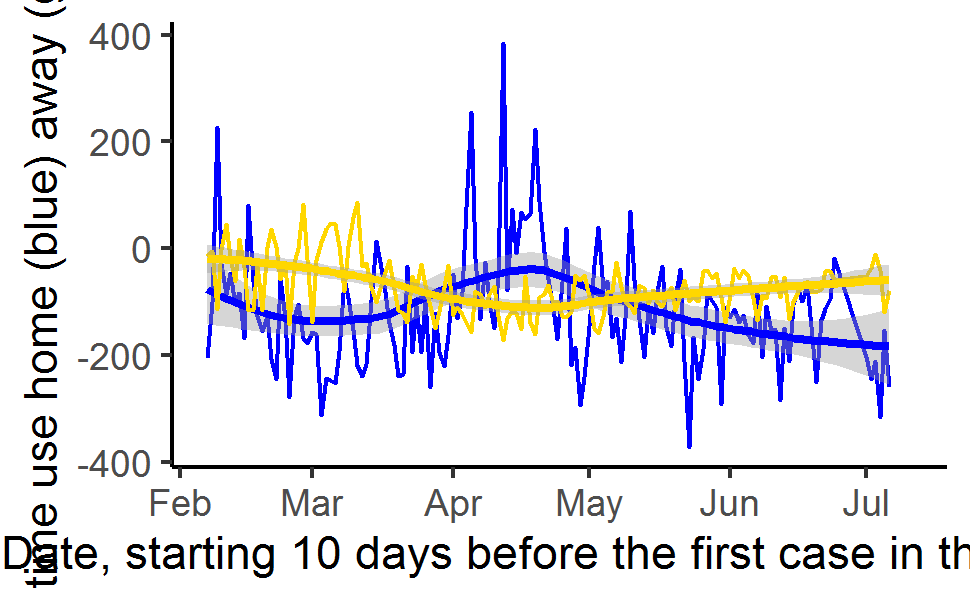 time use home (blue) away (g
400
200
0
-200
-400
Feb Mar Apr May Jun Jul
Date, starting 10 days before the first case in th